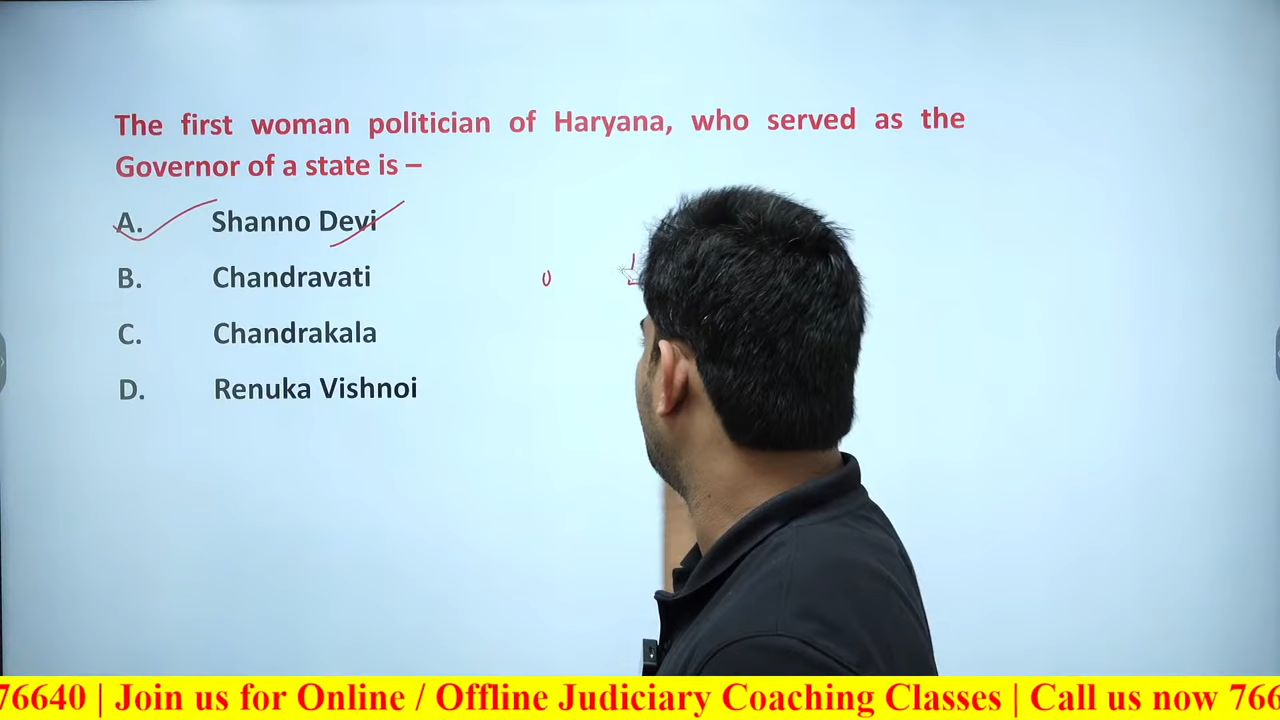 The first woman politician of Haryana, who served as the
Governor of a state is –
A. Shanno Devi
B. Chandravati
C. Chandrakala
D. Renuka Vishnoi
76640 | Join us for Online / Offline Judiciary Coaching Classes | Call us now 766